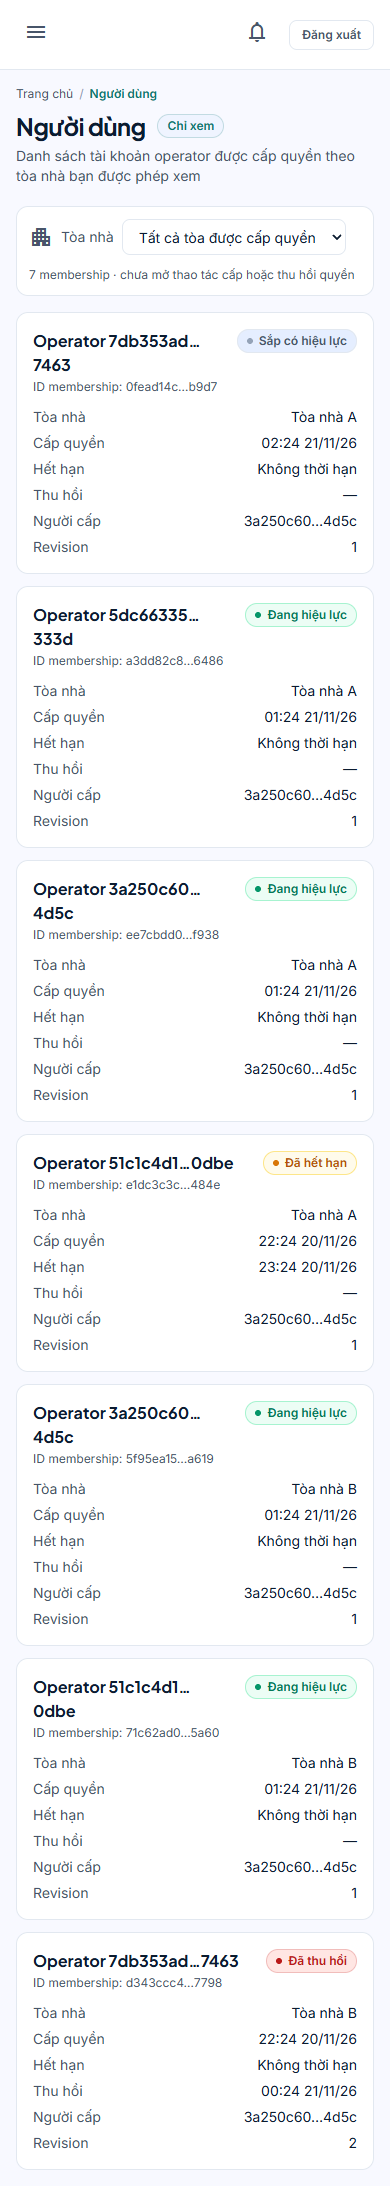 Đăng xuất
Trang chủ / Người dùng
Người dùng
Chỉ xem
Danh sách tài khoản operator được cấp quyền theo
tòa nhà bạn được phép xem
Tòa nhà
Tất cả tòa được cấp quyền
7 membership · chưa mở thao tác cấp hoặc thu hồi quyền
Operator 7db353ad…
7463
Sắp có hiệu lực
ID membership: 0fead14c…b9d7
Tòa nhà Tòa nhà A
Cấp quyền 02:24 21/11/26
Hết hạn Không thời hạn
Thu hồi —
Người cấp 3a250c60…4d5c
Revision 1
Operator 5dc66335…
333d
Đang hiệu lực
ID membership: a3dd82c8…6486
Tòa nhà Tòa nhà A
Cấp quyền 01:24 21/11/26
Hết hạn Không thời hạn
Thu hồi —
Người cấp 3a250c60…4d5c
Revision 1
Operator 3a250c60…
4d5c
Đang hiệu lực
ID membership: ee7cbdd0…f938
Tòa nhà Tòa nhà A
Cấp quyền 01:24 21/11/26
Hết hạn Không thời hạn
Thu hồi —
Người cấp 3a250c60…4d5c
Revision 1
Operator 51c1c4d1…0dbe
Đã hết hạn
ID membership: e1dc3c3c…484e
Tòa nhà Tòa nhà A
Cấp quyền 22:24 20/11/26
Hết hạn 23:24 20/11/26
Thu hồi —
Người cấp 3a250c60…4d5c
Revision 1
Operator 3a250c60…
4d5c
Đang hiệu lực
ID membership: 5f95ea15…a619
Tòa nhà Tòa nhà B
Cấp quyền 01:24 21/11/26
Hết hạn Không thời hạn
Thu hồi —
Người cấp 3a250c60…4d5c
Revision 1
Operator 51c1c4d1…
0dbe
Đang hiệu lực
ID membership: 71c62ad0…5a60
Tòa nhà Tòa nhà B
Cấp quyền 01:24 21/11/26
Hết hạn Không thời hạn
Thu hồi —
Người cấp 3a250c60…4d5c
Revision 1
Operator 7db353ad…7463
Đã thu hồi
ID membership: d343ccc4…7798
Tòa nhà Tòa nhà B
Cấp quyền 22:24 20/11/26
Hết hạn Không thời hạn
Thu hồi 00:24 21/11/26
Người cấp 3a250c60…4d5c
Revision 2